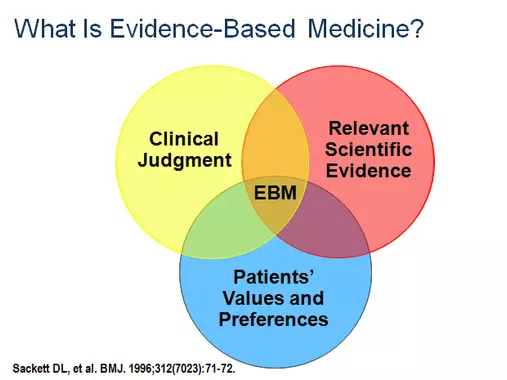 What Is Evidence-Based Medicine?
Clinical
Judgment
Relevant
Scientific
Evidence
EBM
Patients’
Values and
Preferences
Sackett DL, et al. BMJ. 1996;312(7023):71-72.